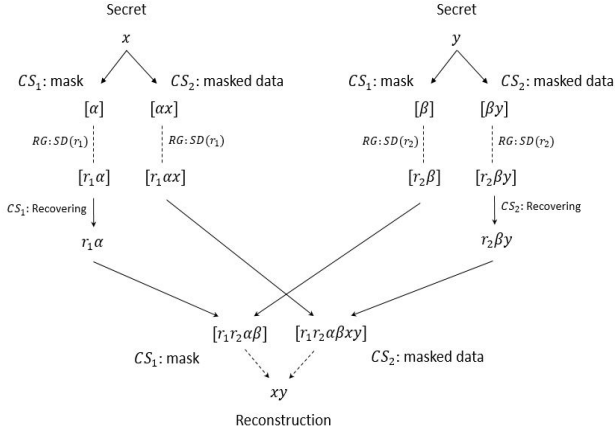 Secret Secret
x y
CS₁: mask CS₂: masked data CS₁: mask CS₂: masked data
[α] [αx] [β] [βy]
RG:SD(r₁) RG:SD(r₁) RG:SD(r₂) RG:SD(r₂)
[r₁α] [r₁αx] [r₂β] [r₂βy]
CS₁: Recovering CS₂: Recovering
r₁α r₂βy
[r₁r₂αβ] [r₁r₂αβxy]
CS₁: mask CS₂: masked data
xy
Reconstruction